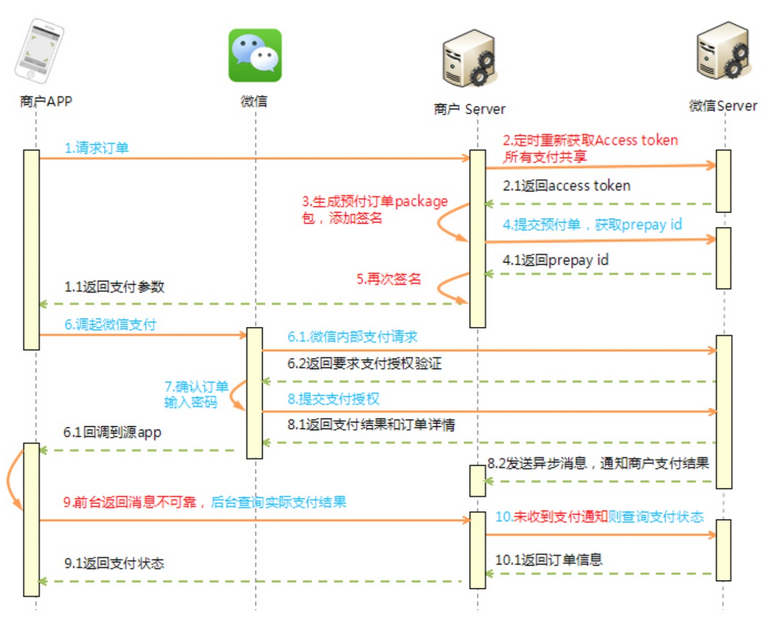 商户APP
微信
商户 Server
微信Server
1.请求订单
2.定时重新获取Access token
,所有支付共享
2.1返回access token
3.生成预付订单package
包，添加签名
4.提交预付单，获取prepay id
4.1返回prepay id
5.再次签名
1.1返回支付参数
6.调起微信支付
6.1.微信内部支付请求
6.2返回要求支付授权验证
7.确认订单
输入密码
8.提交支付授权
8.1返回支付结果和订单详情
6.1回调到源app
8.2发送异步消息，通知商户支付结果
9.前台返回消息不可靠，后台查询实际支付结果
10.未收到支付通知则查询支付状态
10.1返回订单信息
9.1返回支付状态